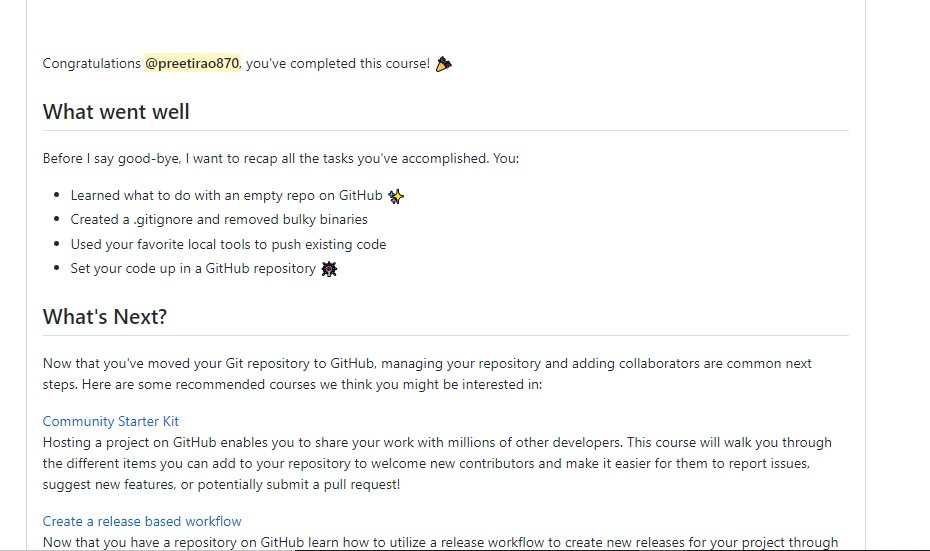 Congratulations @preetirao870, you've completed this course!
What went well
Before I say good-bye, I want to recap all the tasks you've accomplished. You:
Learned what to do with an empty repo on GitHub
Created a .gitignore and removed bulky binaries
Used your favorite local tools to push existing code
Set your code up in a GitHub repository
What's Next?
Now that you've moved your Git repository to GitHub, managing your repository and adding collaborators are common next
steps. Here are some recommended courses we think you might be interested in:
Community Starter Kit
Hosting a project on GitHub enables you to share your work with millions of other developers. This course will walk you through
the different items you can add to your repository to welcome new contributors and make it easier for them to report issues,
suggest new features, or potentially submit a pull request!
Create a release based workflow
Now that you have a repository on GitHub learn how to utilize a release workflow to create new releases for your project through